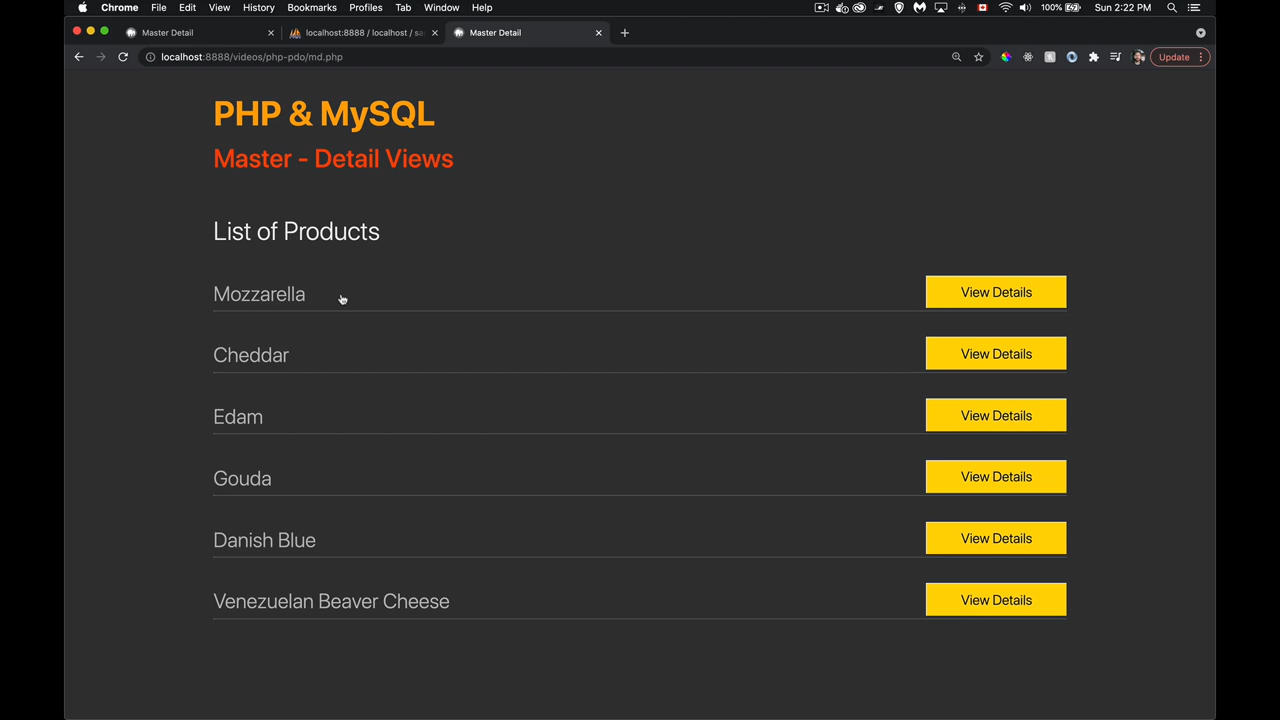 Chrome File Edit View History Bookmarks Profiles Tab Window Help 100% Sun 2:22 PM
Master Detail localhost:8888 / localhost / sa Master Detail
localhost:8888/videos/php-pdo/md.php Update
PHP & MySQL
Master - Detail Views
List of Products
Mozzarella View Details
Cheddar View Details
Edam View Details
Gouda View Details
Danish Blue View Details
Venezuelan Beaver Cheese View Details